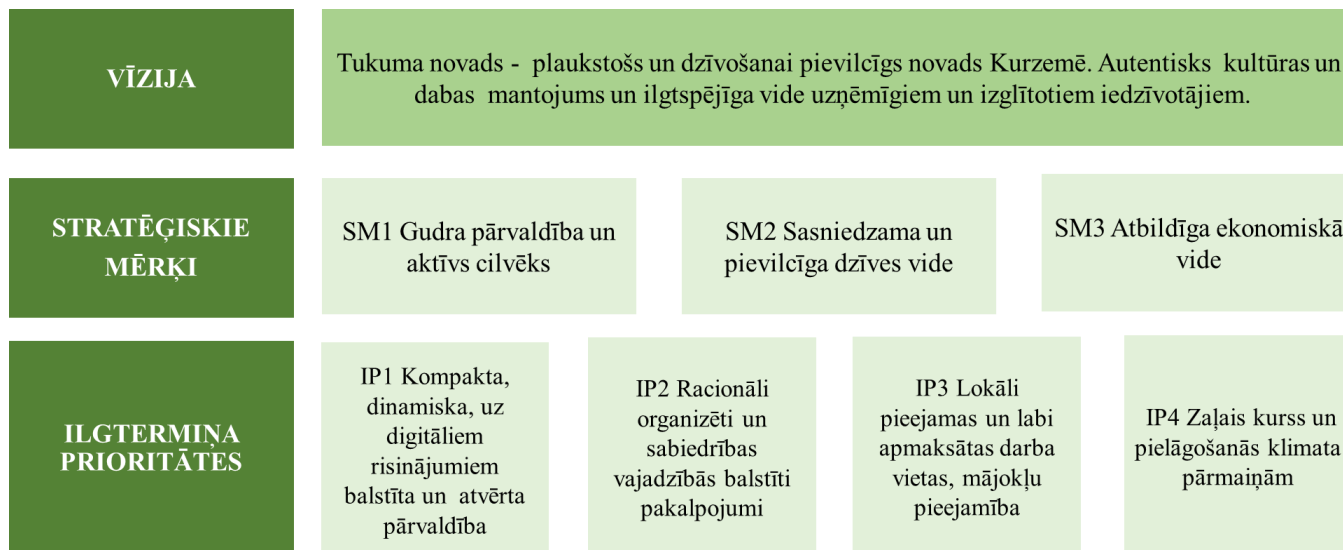 VĪZIJA
Tukuma novads - plaukstošs un dzīvošanai pievilcīgs novads Kurzemē. Autentisks kultūras un
dabas mantojums un ilgtspējīga vide uzņēmīgiem un izglītotiem iedzīvotājiem.
STRATĒĢISKIE
MĒRĶI
SM1 Gudra pārvaldība un
aktīvs cilvēks
SM2 Sasniedzama un
pievilcīga dzīves vide
SM3 Atbildīga ekonomiskā
vide
ILGTERMIŅA
PRIORITĀTES
IP1 Kompakta,
dinamiska, uz
digitāliem
risinājumiem
balstīta un atvērta
pārvaldība
IP2 Racionāli
organizēti un
sabiedrības
vajadzībās balstīti
pakalpojumi
IP3 Lokāli
pieejamas un labi
apmaksātas darba
vietas, mājokļu
pieejamība
IP4 Zaļais kurss un
pielāgošanās klimata
pārmaiņām